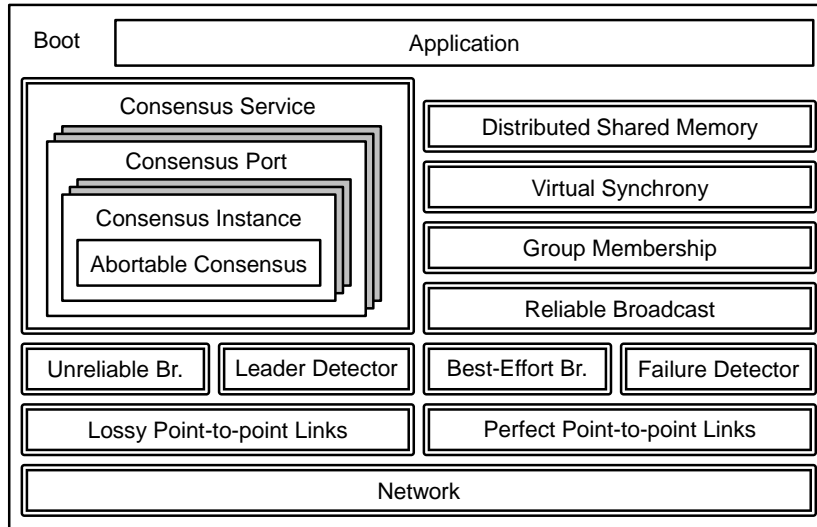 Boot
Application
Consensus Service
Consensus Port
Consensus Instance
Abortable Consensus
Distributed Shared Memory
Virtual Synchrony
Group Membership
Reliable Broadcast
Unreliable Br.
Leader Detector
Best-Effort Br.
Failure Detector
Lossy Point-to-point Links
Perfect Point-to-point Links
Network